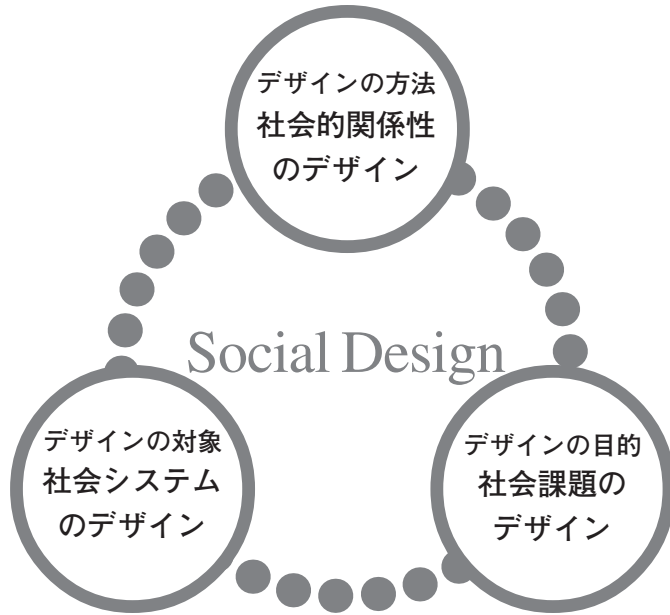 デザインの方法
社会的関係性
のデザイン
Social Design
デザインの対象
社会システム
のデザイン
デザインの目的
社会課題の
デザイン